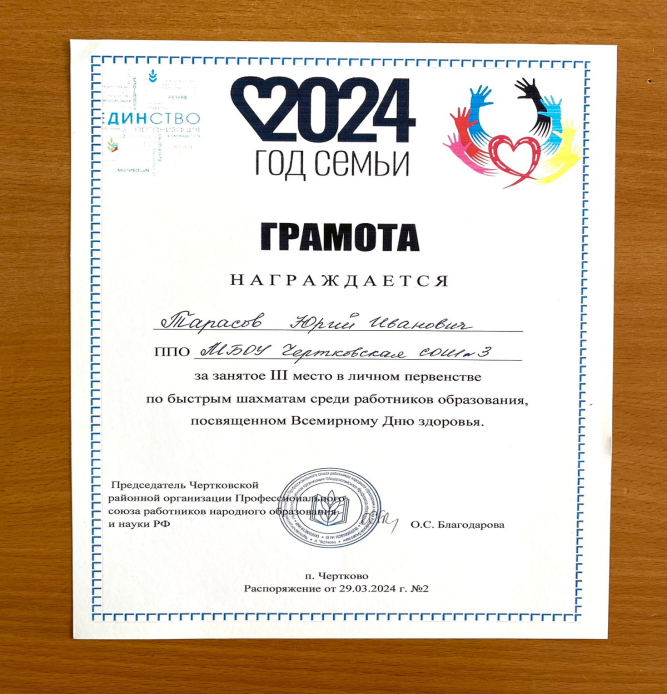 ДИНСТВО
2024
ГОД СЕМЬИ
ГРАМОТА
НАГРАЖДАЕТСЯ
Тарасов Юрий Иванович
ППО МБОУ Чертковская СОШ№3
за занятое III место в личном первенстве
по быстрым шахматам среди работников образования,
посвященном Всемирному Дню здоровья.
Председатель Чертковской
районной организации Профессионального
союза работников народного образования
и науки РФ
О.С. Благодарова
п. Чертково
Распоряжение от 29.03.2024 г. №2